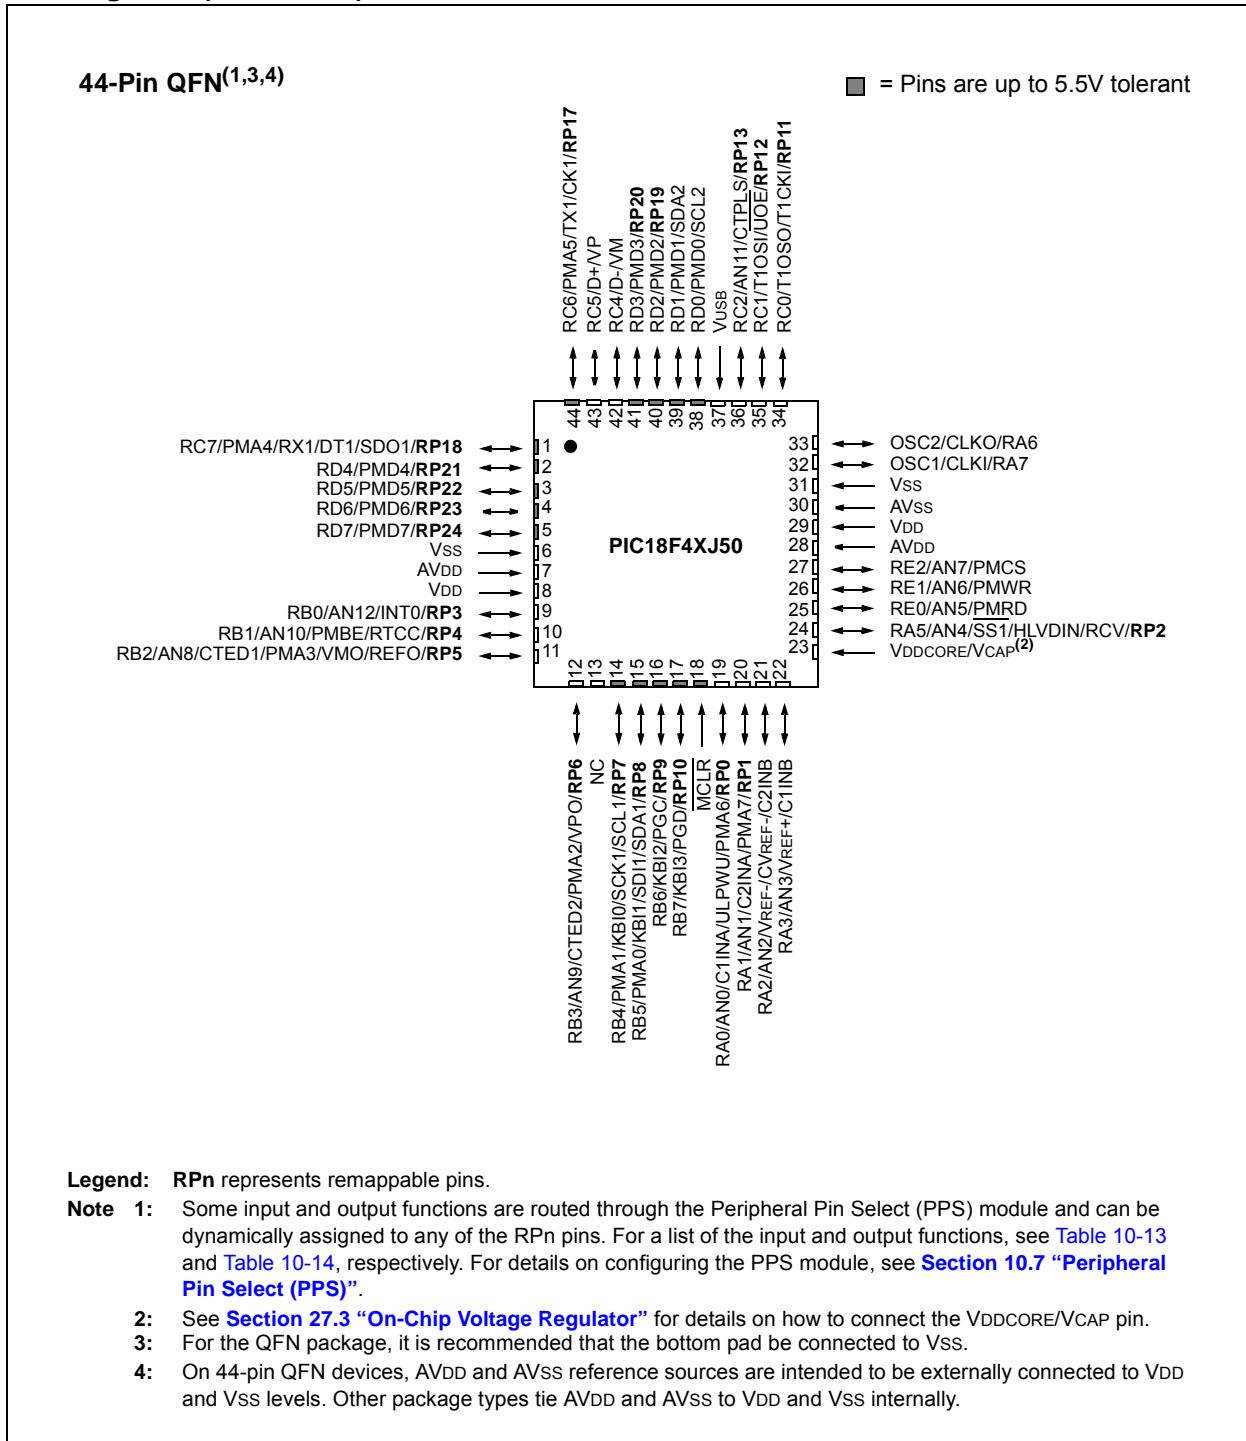 44-Pin QFN(1,3,4)
= Pins are up to 5.5V tolerant
RC6/PMA5/TX1/CK1/RP17
RC5/D+/VP
RC4/D-/VM
RD3/PMD3/RP20
RD2/PMD2/RP19
RD1/PMD1/SDA2
RD0/PMD0/SCL2
VUSB
RC2/AN11/CTPLS/RP13
RC1/T1OSI/UOE/RP12
RC0/T1OSO/T1CKI/RP11
44
43
42
41
40
39
38
37
36
35
34
RC7/PMA4/RX1/DT1/SDO1/RP18 1
RD4/PMD4/RP21 2
RD5/PMD5/RP22 3
RD6/PMD6/RP23 4
RD7/PMD7/RP24 5
VSS 6
AVDD 7
VDD 8
RB0/AN12/INT0/RP3 9
RB1/AN10/PMBE/RTCC/RP4 10
RB2/AN8/CTED1/PMA3/VMO/REFO/RP5 11
PIC18F4XJ50
33 OSC2/CLKO/RA6
32 OSC1/CLKI/RA7
31 VSS
30 AVSS
29 VDD
28 AVDD
27 RE2/AN7/PMCS
26 RE1/AN6/PMWR
25 RE0/AN5/PMRD
24 RA5/AN4/SS1/HLVDIN/RCV/RP2
23 VDDCORE/VCAP(2)
12
13
14
15
16
17
18
19
20
21
22
RB3/AN9/CTED2/PMA2/VPO/RP6
NC
RB4/PMA1/KBI0/SCK1/SCL1/RP7
RB5/PMA0/KBI1/SDI1/SDA1/RP8
RB6/KBI2/PGC/RP9
RB7/KBI3/PGD/RP10
MCLR
RA0/AN0/C1INA/ULPWU/PMA6/RP0
RA1/AN1/C2INA/PMA7/RP1
RA2/AN2/VREF-/CVREF-/C2INB
RA3/AN3/VREF+/C1INB
Legend: RPn represents remappable pins.
Note 1: Some input and output functions are routed through the Peripheral Pin Select (PPS) module and can be
dynamically assigned to any of the RPn pins. For a list of the input and output functions, see Table 10-13
and Table 10-14, respectively. For details on configuring the PPS module, see Section 10.7 “Peripheral
Pin Select (PPS)”.
2: See Section 27.3 “On-Chip Voltage Regulator” for details on how to connect the VDDCORE/VCAP pin.
3: For the QFN package, it is recommended that the bottom pad be connected to VSS.
4: On 44-pin QFN devices, AVDD and AVSS reference sources are intended to be externally connected to VDD
and VSS levels. Other package types tie AVDD and AVSS to VDD and VSS internally.